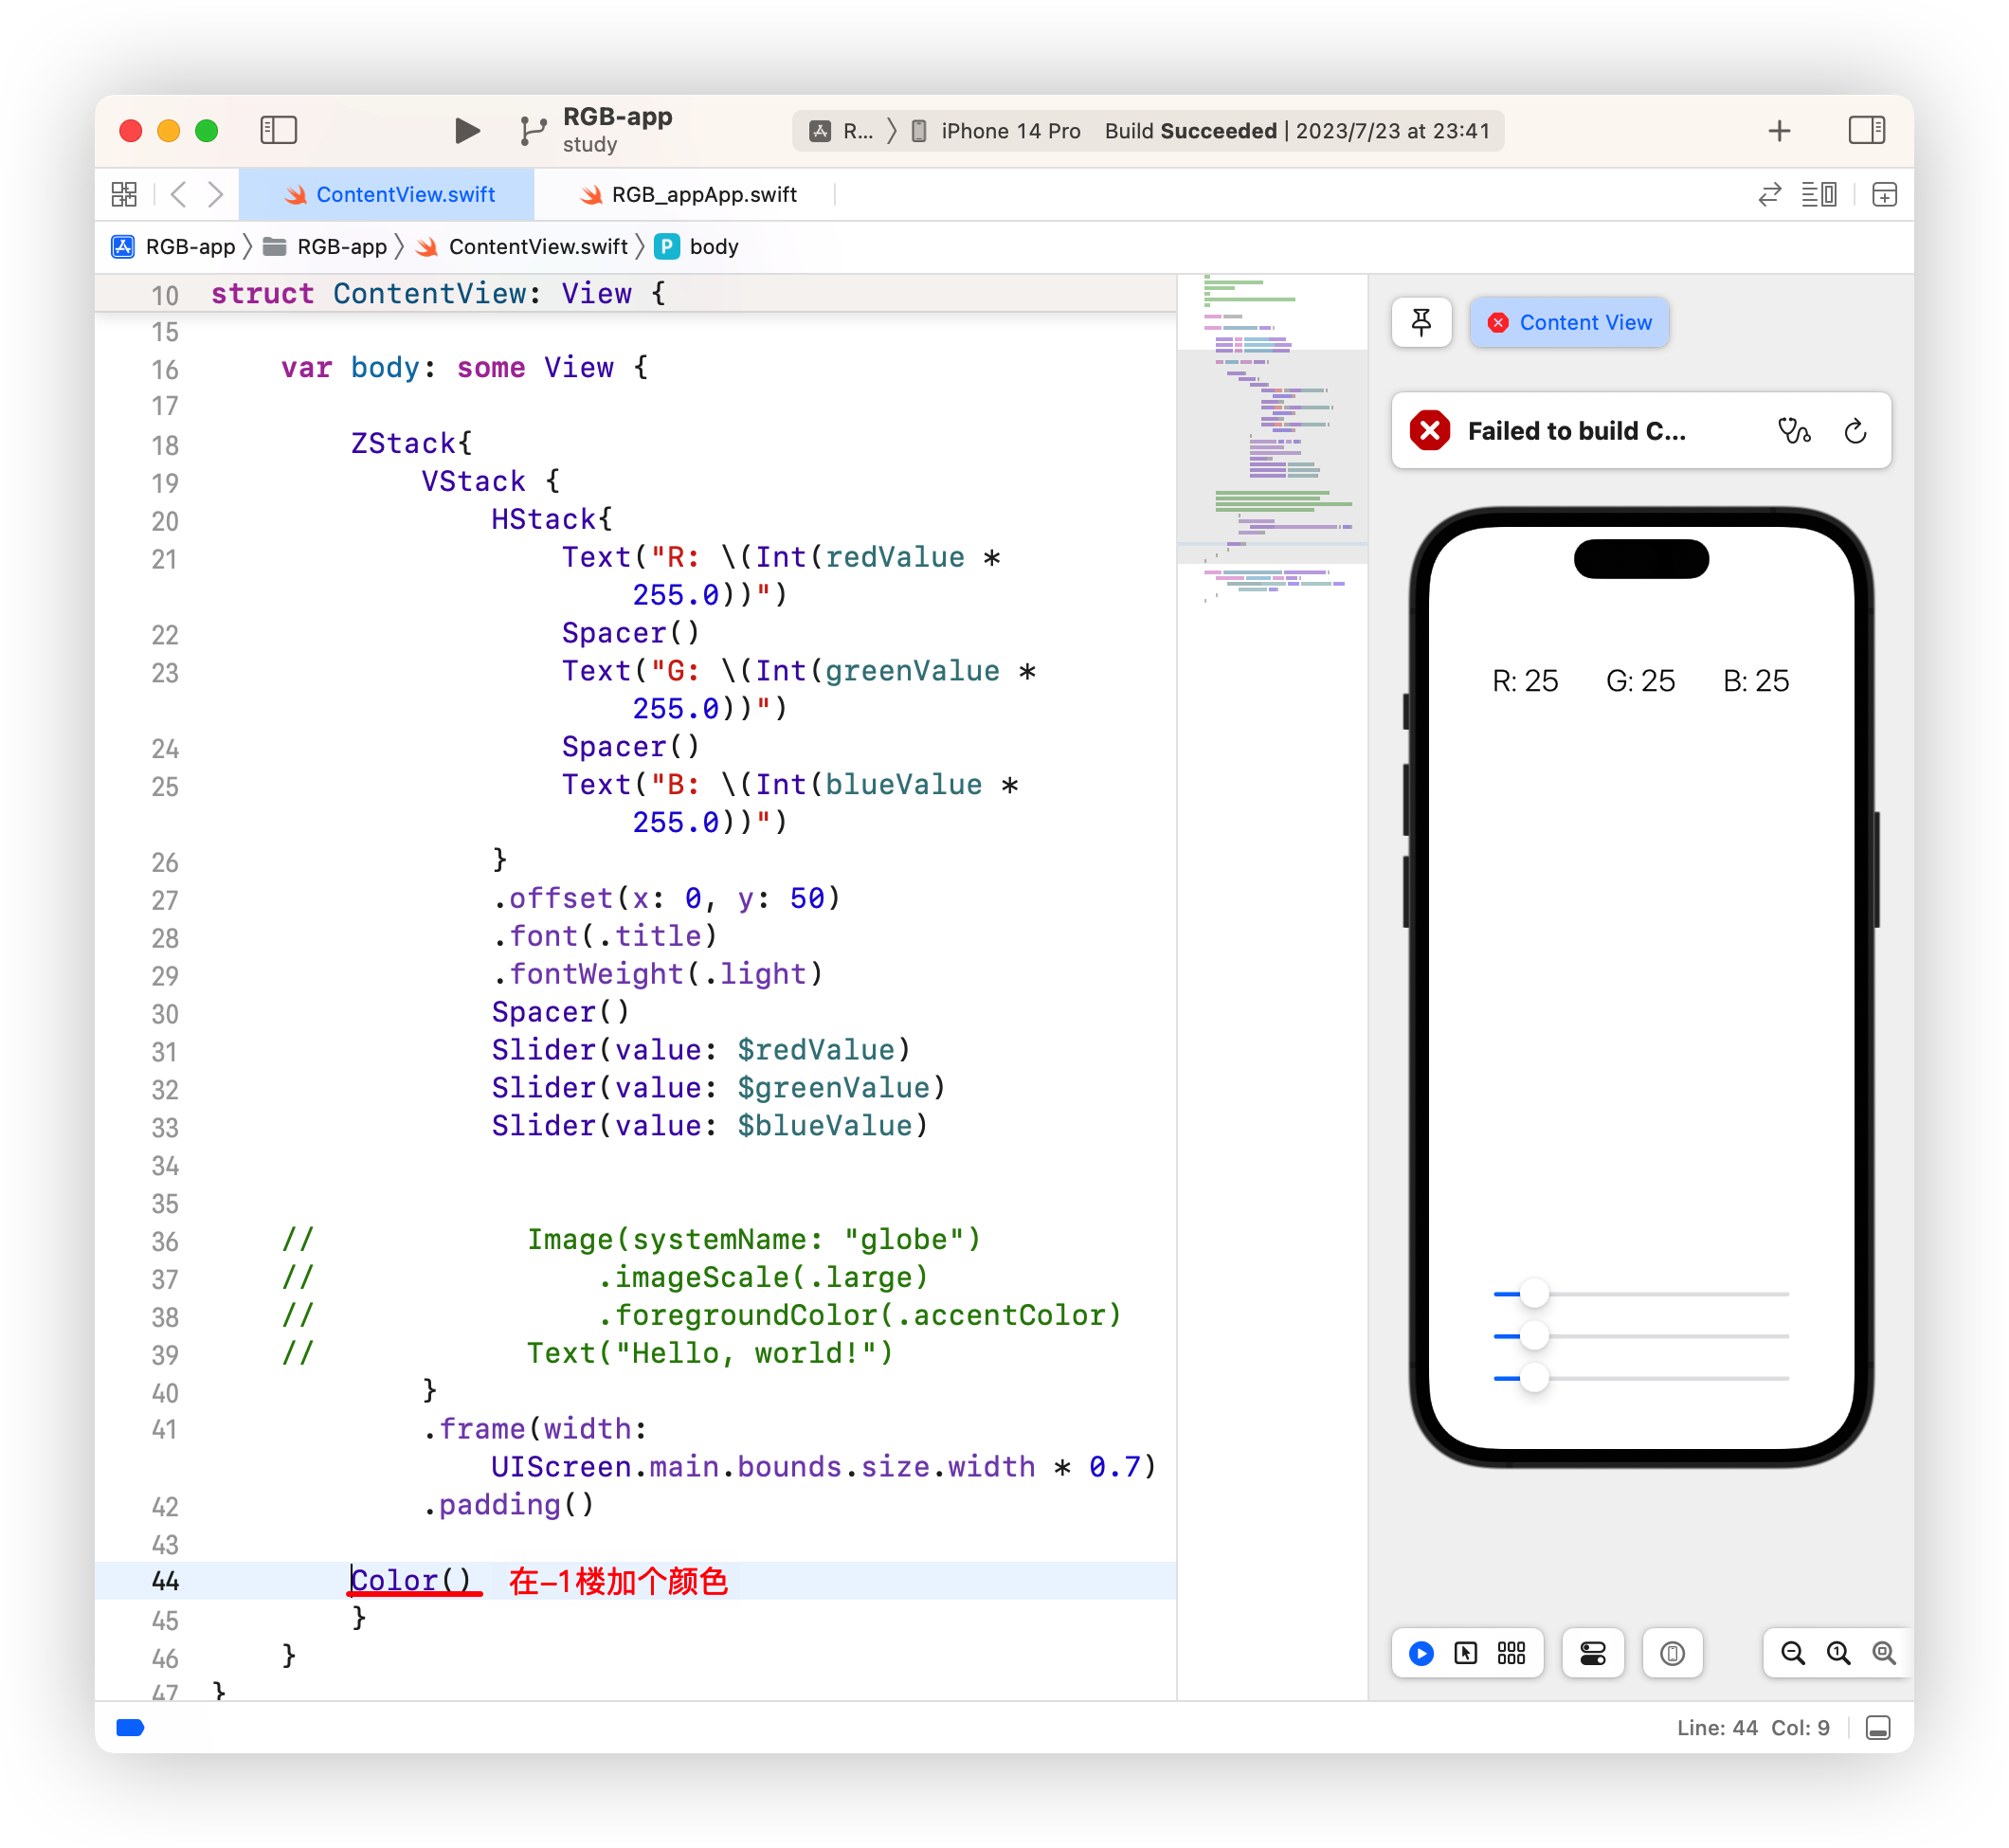 RGB-app
study
R... 〉 iPhone 14 Pro Build Succeeded | 2023/7/23 at 23:41
ContentView.swift
RGB_appApp.swift
RGB-app 〉 RGB-app 〉 ContentView.swift 〉 P body
10 struct ContentView: View {
15
16     var body: some View {
17
18         ZStack{
19             VStack {
20                 HStack{
21                     Text("R: \(Int(redValue *
                         255.0))")
22                     Spacer()
23                     Text("G: \(Int(greenValue *
                         255.0))")
24                     Spacer()
25                     Text("B: \(Int(blueValue *
                         255.0))")
26                 }
27                 .offset(x: 0, y: 50)
28                 .font(.title)
29                 .fontWeight(.light)
30                 Spacer()
31                 Slider(value: $redValue)
32                 Slider(value: $greenValue)
33                 Slider(value: $blueValue)
34
35
36     //            Image(systemName: "globe")
37     //                .imageScale(.large)
38     //                .foregroundColor(.accentColor)
39     //            Text("Hello, world!")
40             }
41             .frame(width:
                 UIScreen.main.bounds.size.width * 0.7)
42             .padding()
43
44         Color() 在-1楼加个颜色
45         }
46     }
47 }
Content View
Failed to build C...
R: 25 G: 25 B: 25
Line: 44 Col: 9